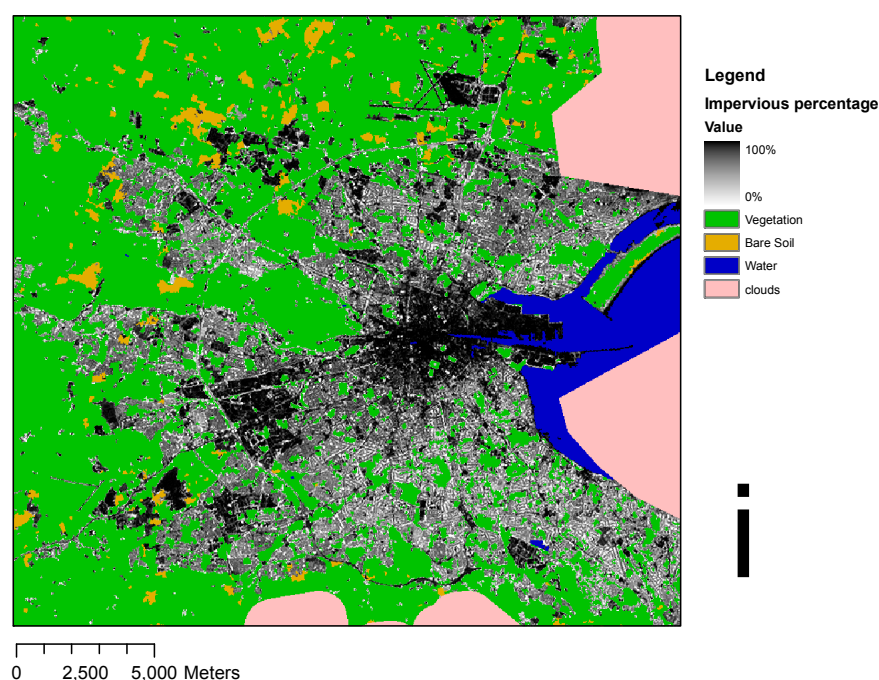 Legend
Impervious percentage
Value
100%
0%
Vegetation
Bare Soil
Water
clouds
0 2,500 5,000 Meters